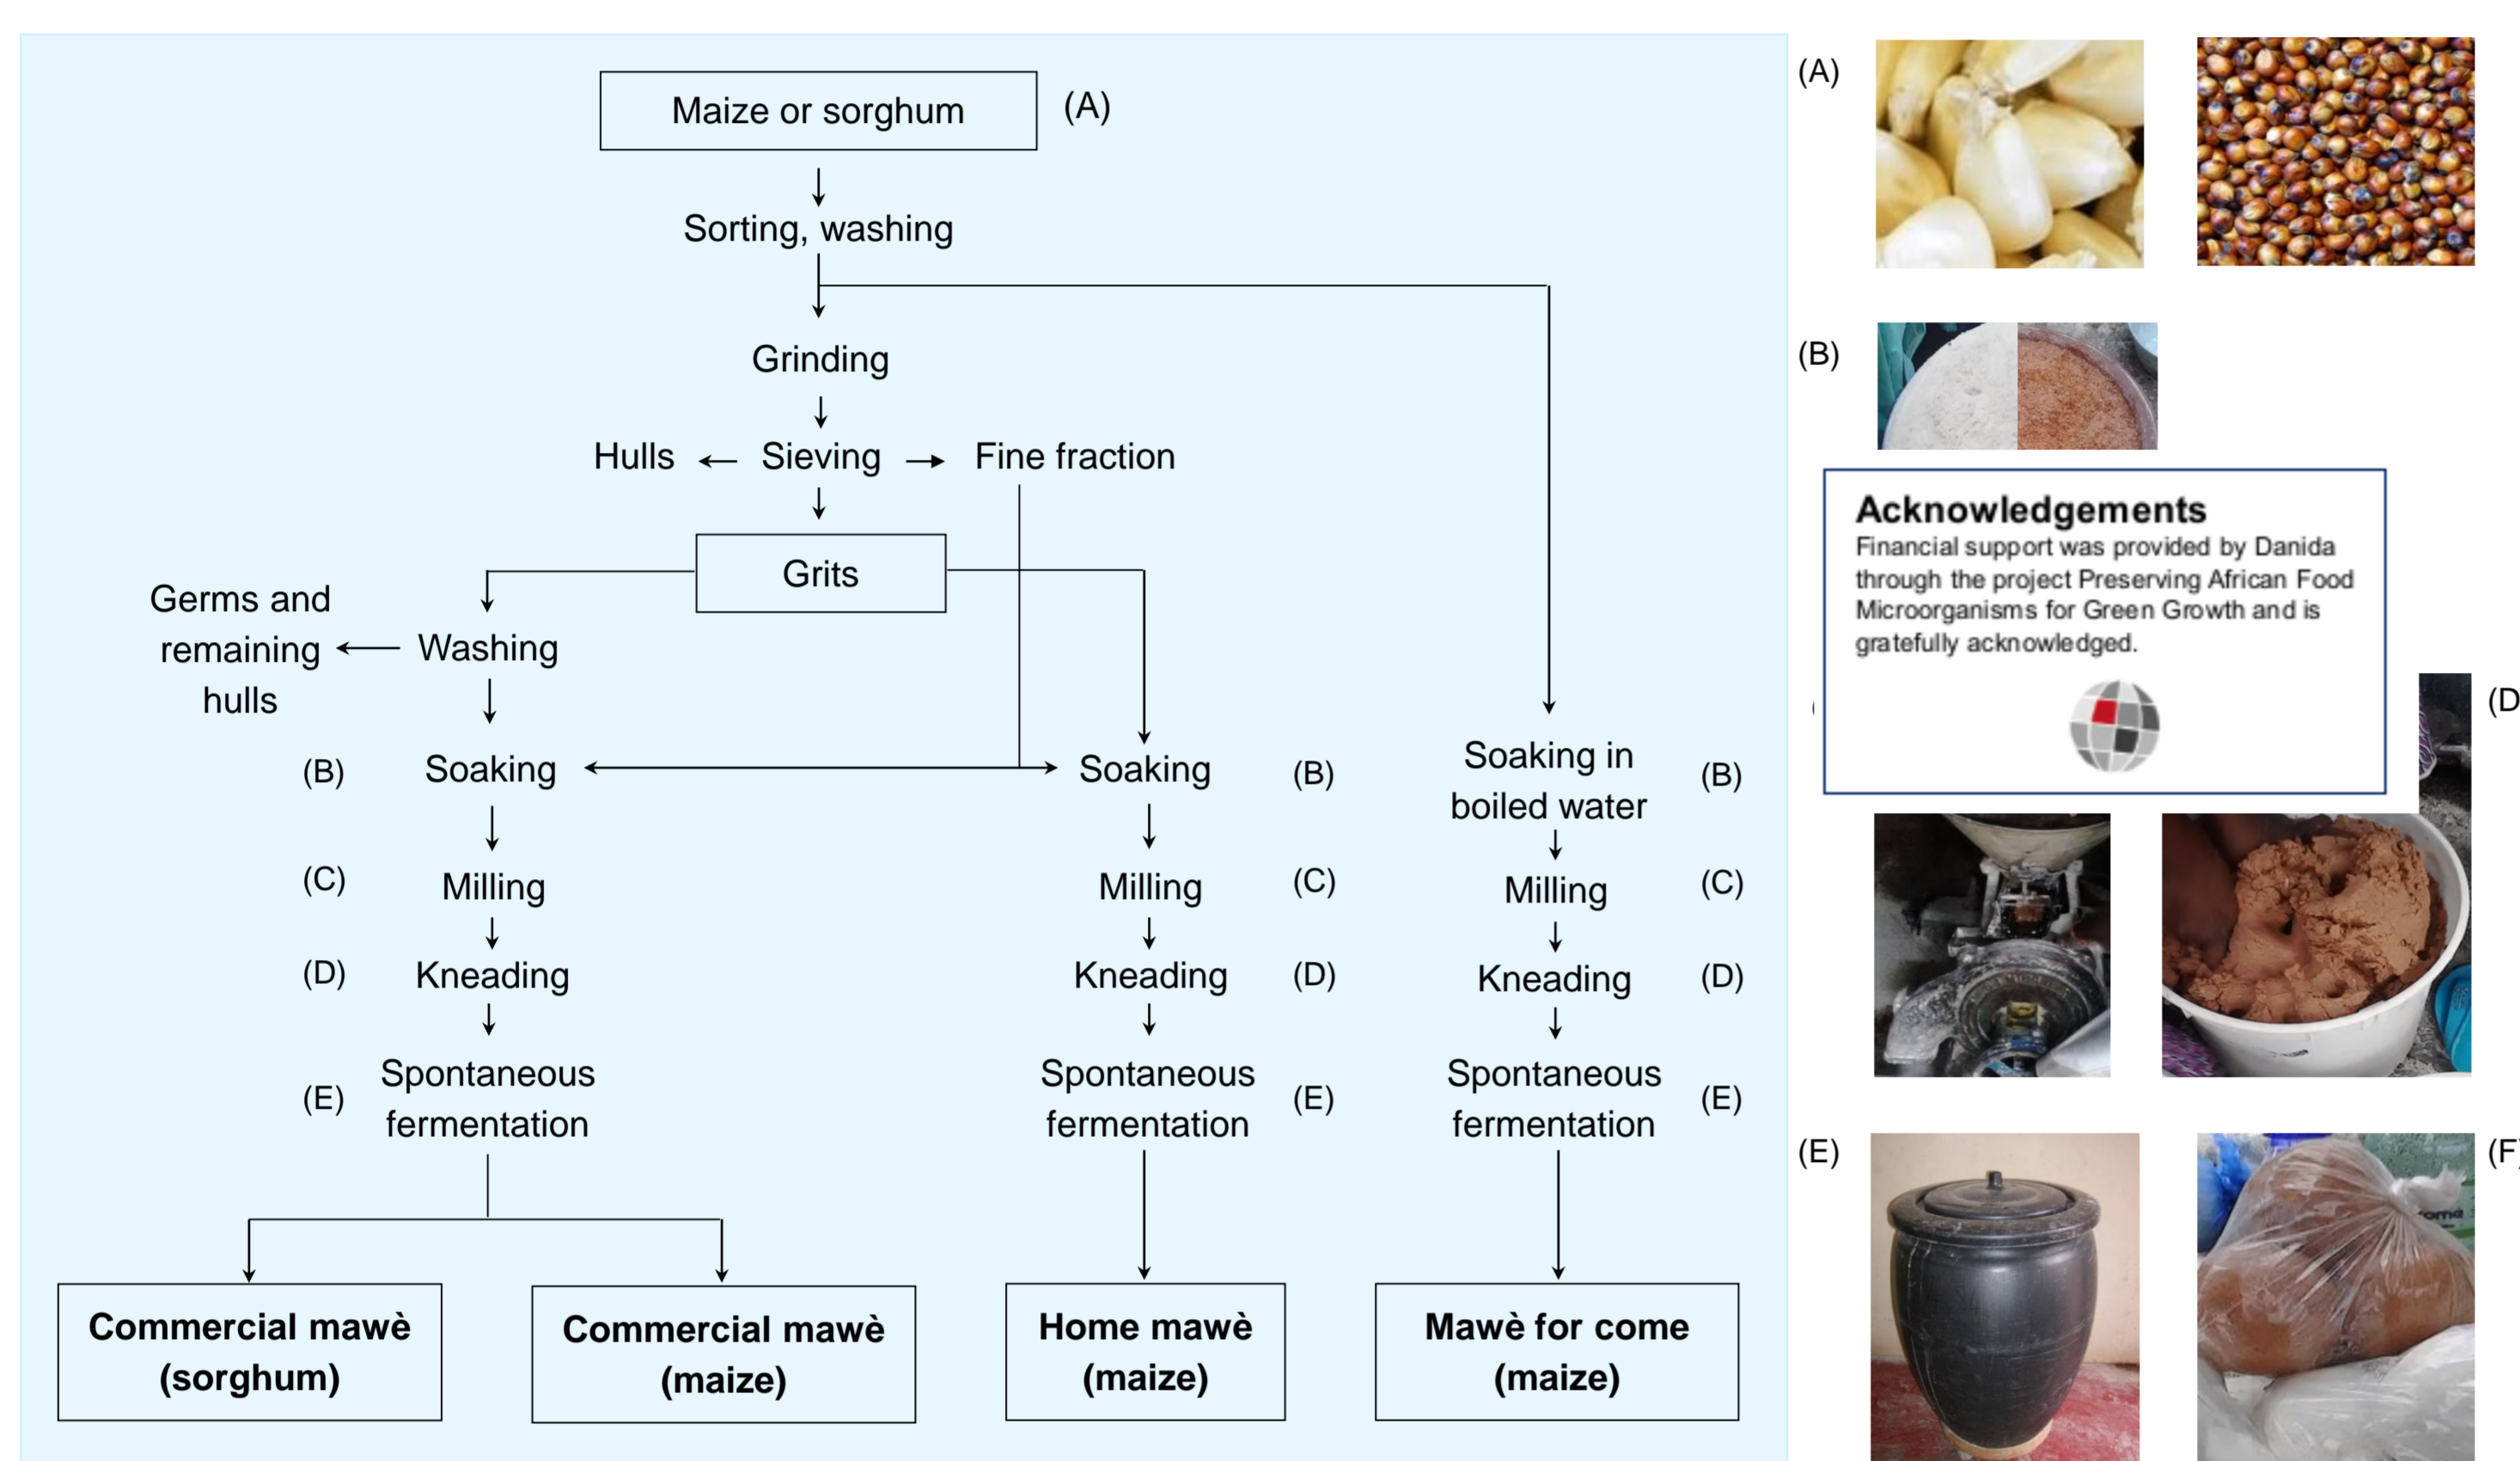 Maize or sorghum
(A)
Sorting, washing
Grinding
Hulls
Sieving
Fine fraction
Grits
Germs and
remaining
hulls
Washing
(B)
Soaking
Soaking
(B)
Soaking in
boiled water
(B)
(C)
Milling
Milling
(C)
Milling
(C)
(D)
Kneading
Kneading
(D)
Kneading
(D)
(E)
Spontaneous
fermentation
Spontaneous
fermentation
(E)
Spontaneous
fermentation
(E)
Commercial mawè
(sorghum)
Commercial mawè
(maize)
Home mawè
(maize)
Mawè for come
(maize)
(A)
(B)
Acknowledgements
Financial support was provided by Danida
through the project Preserving African Food
Microorganisms for Green Growth and is
gratefully acknowledged.
(D
(E)
(F